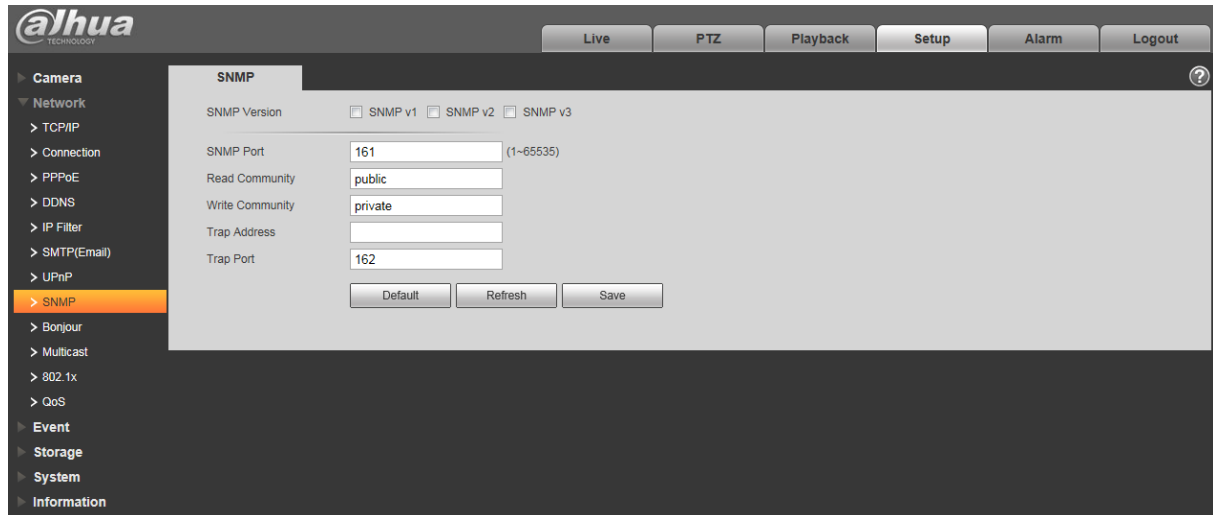 alhua
TECHNOLOGY
Live PTZ Playback Setup Alarm Logout
Camera
Network
> TCP/IP
> Connection
> PPPoE
> DDNS
> IP Filter
> SMTP(Email)
> UPnP
> SNMP
> Bonjour
> Multicast
> 802.1x
> QoS
Event
Storage
System
Information
SNMP ?
SNMP Version SNMP v1 SNMP v2 SNMP v3
SNMP Port 161 (1~65535)
Read Community public
Write Community private
Trap Address
Trap Port 162
Default Refresh Save